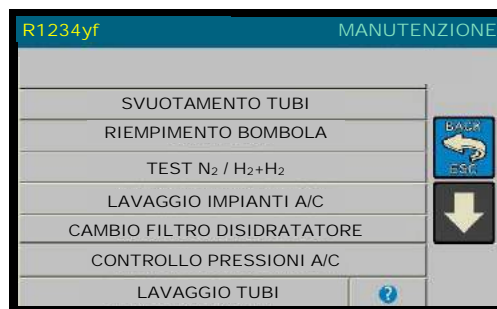 R1234yf MANUTENZIONE
SVUOTAMENTO TUBI
RIEMPIMENTO BOMBOLA
BACK
TEST N₂ / H₂+H₂
ESC
LAVAGGIO IMPIANTI A/C
CAMBIO FILTRO DISIDRATATORE
CONTROLLO PRESSIONI A/C
LAVAGGIO TUBI ?